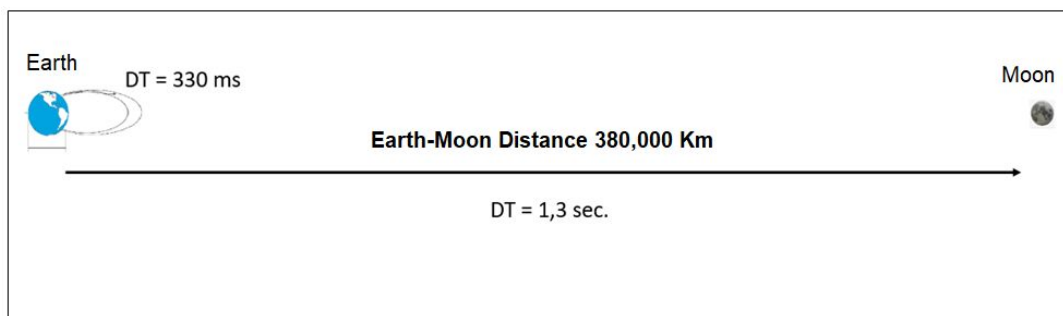 Earth
DT = 330 ms
Moon
Earth-Moon Distance 380,000 Km
DT = 1,3 sec.